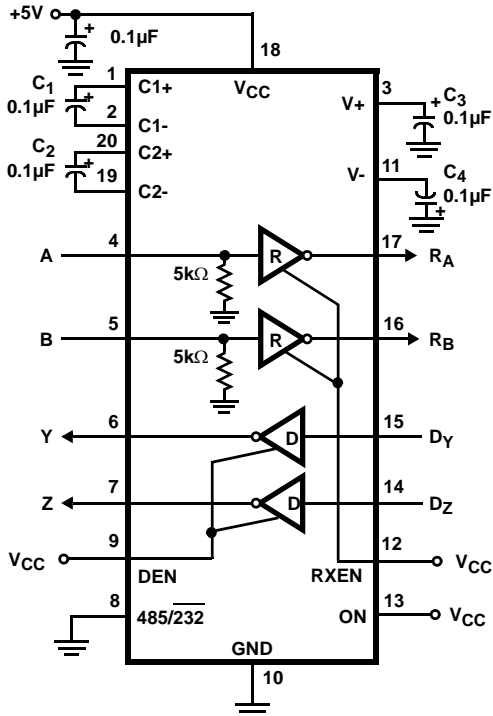 +5V
+
0.1µF
18
C1
0.1µF
+
1
C1+
VCC
3
V+
+
C3
0.1µF
2
C1-
C2
0.1µF
+
20
C2+
19
C2-
11
V-
C4
0.1µF
+
A
4
5kΩ
R
17
RA
B
5
5kΩ
R
16
RB
Y
6
D
15
DY
Z
7
D
14
DZ
VCC
9
DEN
RXEN
12
VCC
8
485/232
ON
13
VCC
GND
10